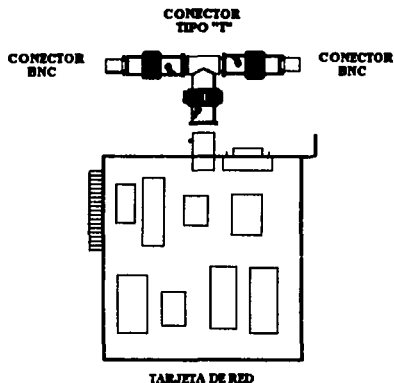 CONECTOR
TIPO "T"
CONECTOR
BNC
CONECTOR
BNC
TARJETA DE RED